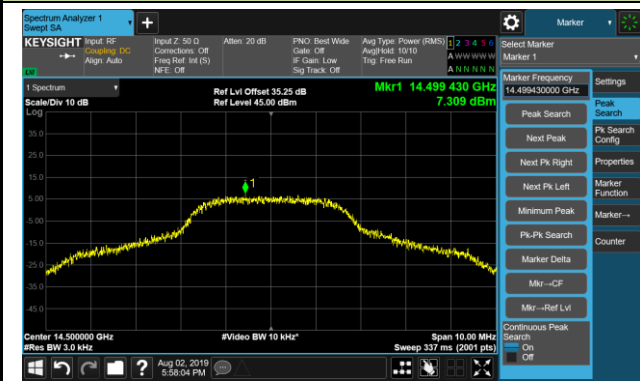 Spectrum Analyzer 1
Swept SA
+
Marker
KEYSIGHT
Input: RF
Coupling: DC
Align: Auto
Input Z: 50 Ω
Corrections: Off
Freq Ref: Int (S)
NFE: Off
Atten: 20 dB
PNO: Best Wide
Gate: Off
IF Gain: Low
Sig Track: Off
Avg Type: Power (RMS)
Avg|Hold: 10/10
Trig: Free Run
1 2 3 4 5 6
A W W W W W
A N N N N N
Select Marker
Marker 1
1 Spectrum
Scale/Div 10 dB
Log
Ref Lvl Offset 35.25 dB
Ref Level 45.00 dBm
Mkr1 14.499 430 GHz
7.309 dBm
35.0
25.0
15.0
5.00
-5.00
-15.0
-25.0
-35.0
-45.0
1
Center 14.500000 GHz
#Res BW 3.0 kHz
#Video BW 10 kHz*
Span 10.00 MHz
Sweep 337 ms (2001 pts)
Marker Frequency
14.499430000 GHz
Peak Search
Next Peak
Next Pk Right
Next Pk Left
Minimum Peak
Pk-Pk Search
Marker Delta
Mkr→CF
Mkr→Ref Lvl
Continuous Peak
Search
On
Off
Settings
Peak
Search
Pk Search
Config
Properties
Marker
Function
Marker→
Counter
?
Aug 02, 2019
5:58:04 PM